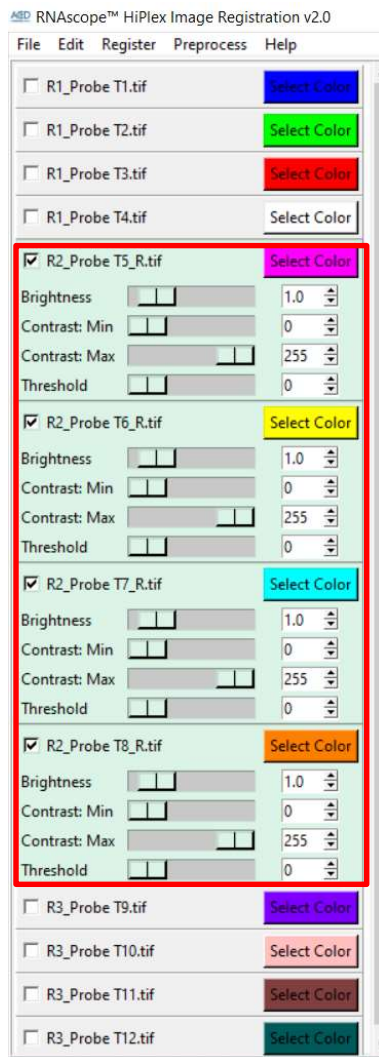 ACD RNAscope™ HiPlex Image Registration v2.0
File Edit Register Preprocess Help
R1_Probe T1.tif Select Color
R1_Probe T2.tif Select Color
R1_Probe T3.tif Select Color
R1_Probe T4.tif Select Color
R2_Probe T5_R.tif Select Color
Brightness 1.0
Contrast: Min 0
Contrast: Max 255
Threshold 0
R2_Probe T6_R.tif Select Color
Brightness 1.0
Contrast: Min 0
Contrast: Max 255
Threshold 0
R2_Probe T7_R.tif Select Color
Brightness 1.0
Contrast: Min 0
Contrast: Max 255
Threshold 0
R2_Probe T8_R.tif Select Color
Brightness 1.0
Contrast: Min 0
Contrast: Max 255
Threshold 0
R3_Probe T9.tif Select Color
R3_Probe T10.tif Select Color
R3_Probe T11.tif Select Color
R3_Probe T12.tif Select Color